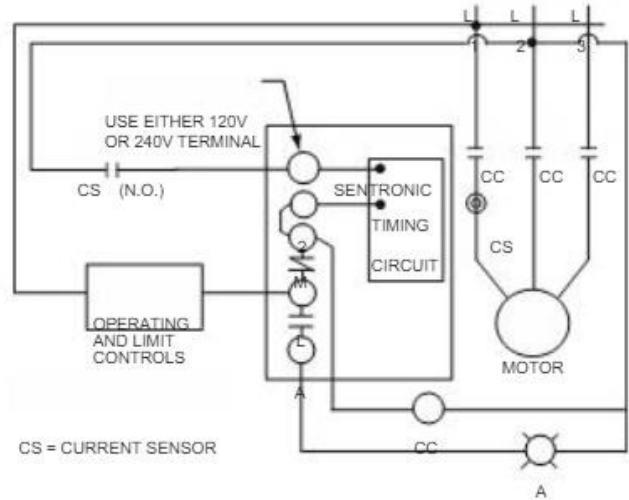 L L L
1 2 3
USE EITHER 120V
OR 240V TERMINAL
CS (N.O.)
SENTRONIC
TIMING
CIRCUIT
CC CC CC
CS
2
M
L
A
OPERATING
AND LIMIT
CONTROLS
MOTOR
CS = CURRENT SENSOR
CC
A